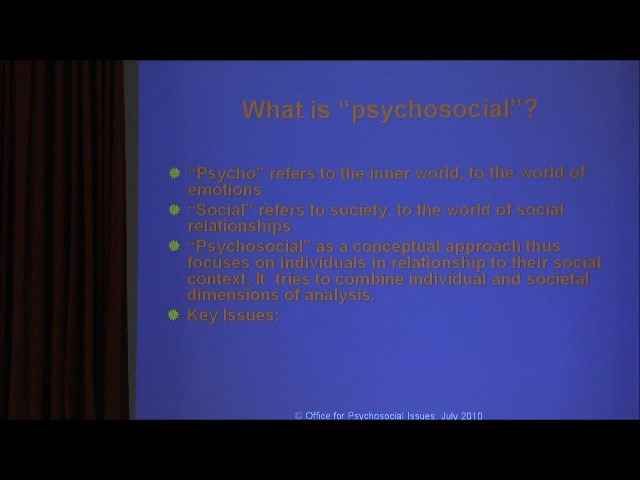 What is “psychosocial”?
“Psycho” refers to the inner world, to the world of
emotions
“Social” refers to society, to the world of social
relationships
“Psychosocial” as a conceptual approach thus
focuses on individuals in relationship to their social
context. It tries to combine individual and societal
dimensions of analysis.
Key Issues:
© Office for Psychosocial Issues, July 2010